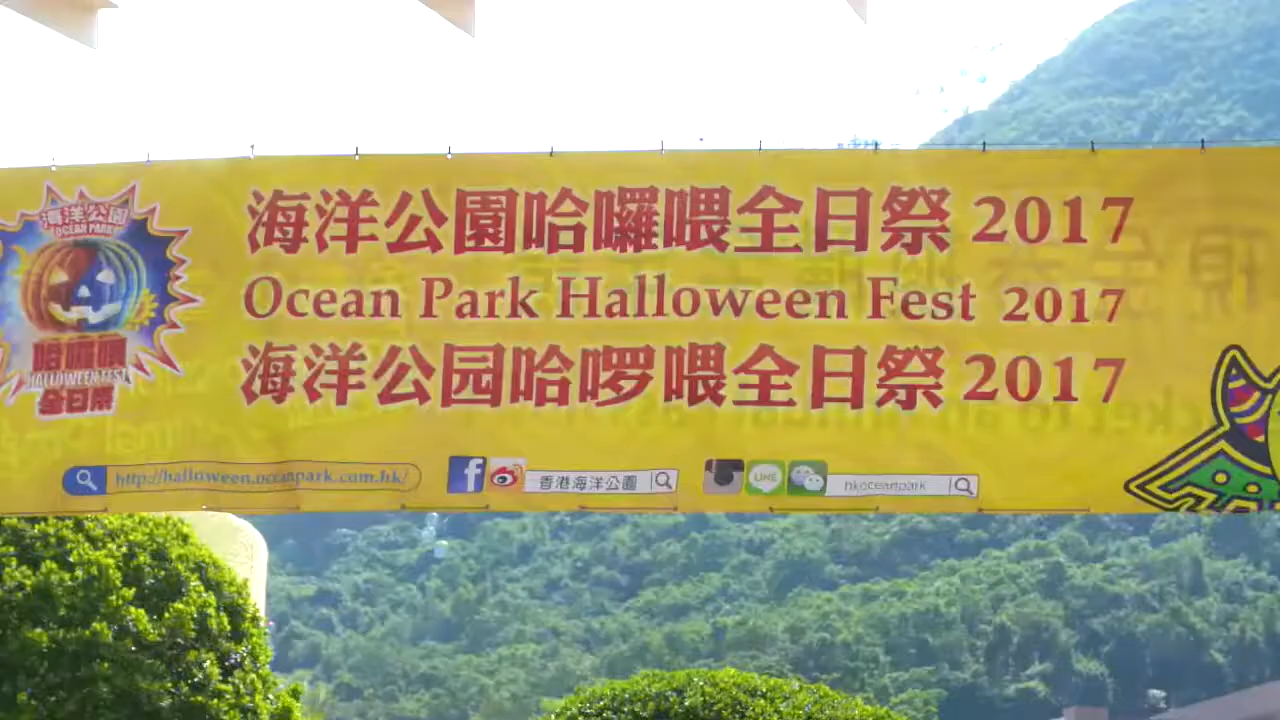 海洋公園
OCEAN PARK
哈囉喂
HALLOWEEN FEST
全日祭
海洋公園哈囉喂全日祭 2017
Ocean Park Halloween Fest 2017
海洋公园哈啰喂全日祭 2017
http://halloween.oceanpark.com.hk/
f
香港海洋公園
LINE
hkoceanpark